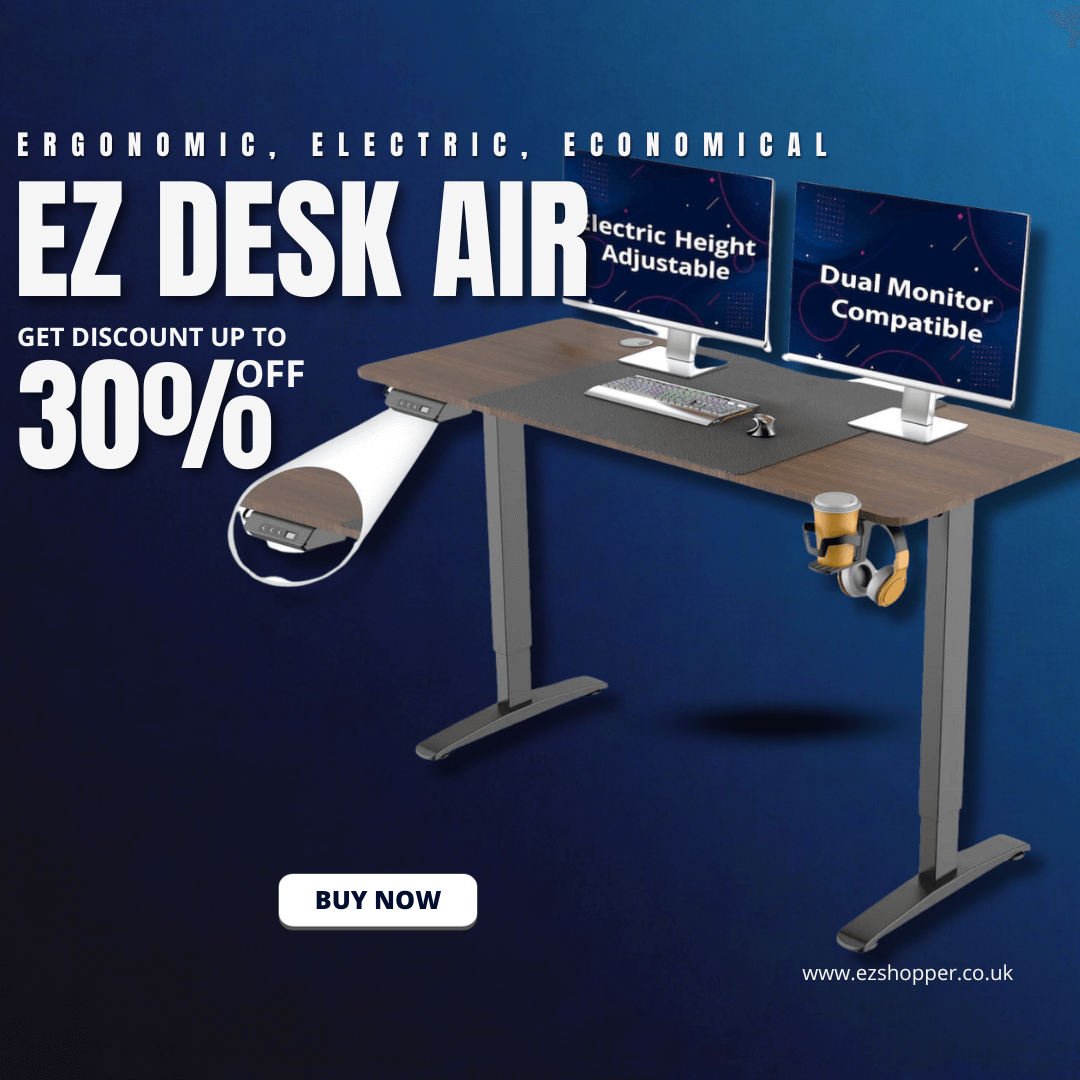 ERGONOMIC, ELECTRIC, ECONOMICAL
EZ DESK AIR
Electric Height
Adjustable
Dual Monitor
Compatible
GET DISCOUNT UP TO
30% OFF
BUY NOW
www.ezshopper.co.uk